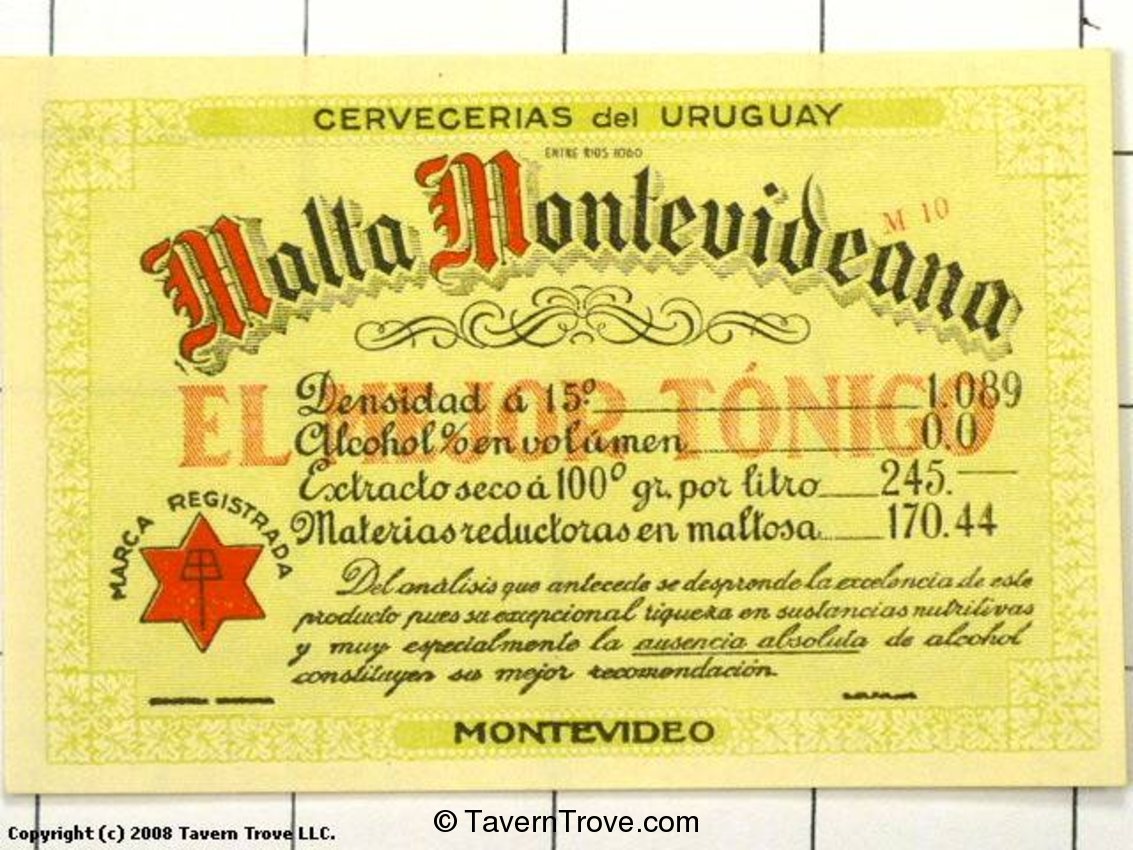 CERVECERIAS del URUGUAY
ENTRE RIOS 1060
Malta Montevideana
M 10
EL MEJOR TÓNICO
Densidad á 15º 1.089
Alcohol % en volúmen 0.0
Extracto seco á 100º gr. por litro 245.—
Materias reductoras en maltosa 170.44
MARCA REGISTRADA
Del análisis que antecede se desprende la excelencia de este
producto pues su excepcional riqueza en sustancias nutritivas
y muy especialmente la ausencia absoluta de alcohol
constituyen su mejor recomendación.
MONTEVIDEO
Copyright (c) 2008 Tavern Trove LLC.
© TavernTrove.com